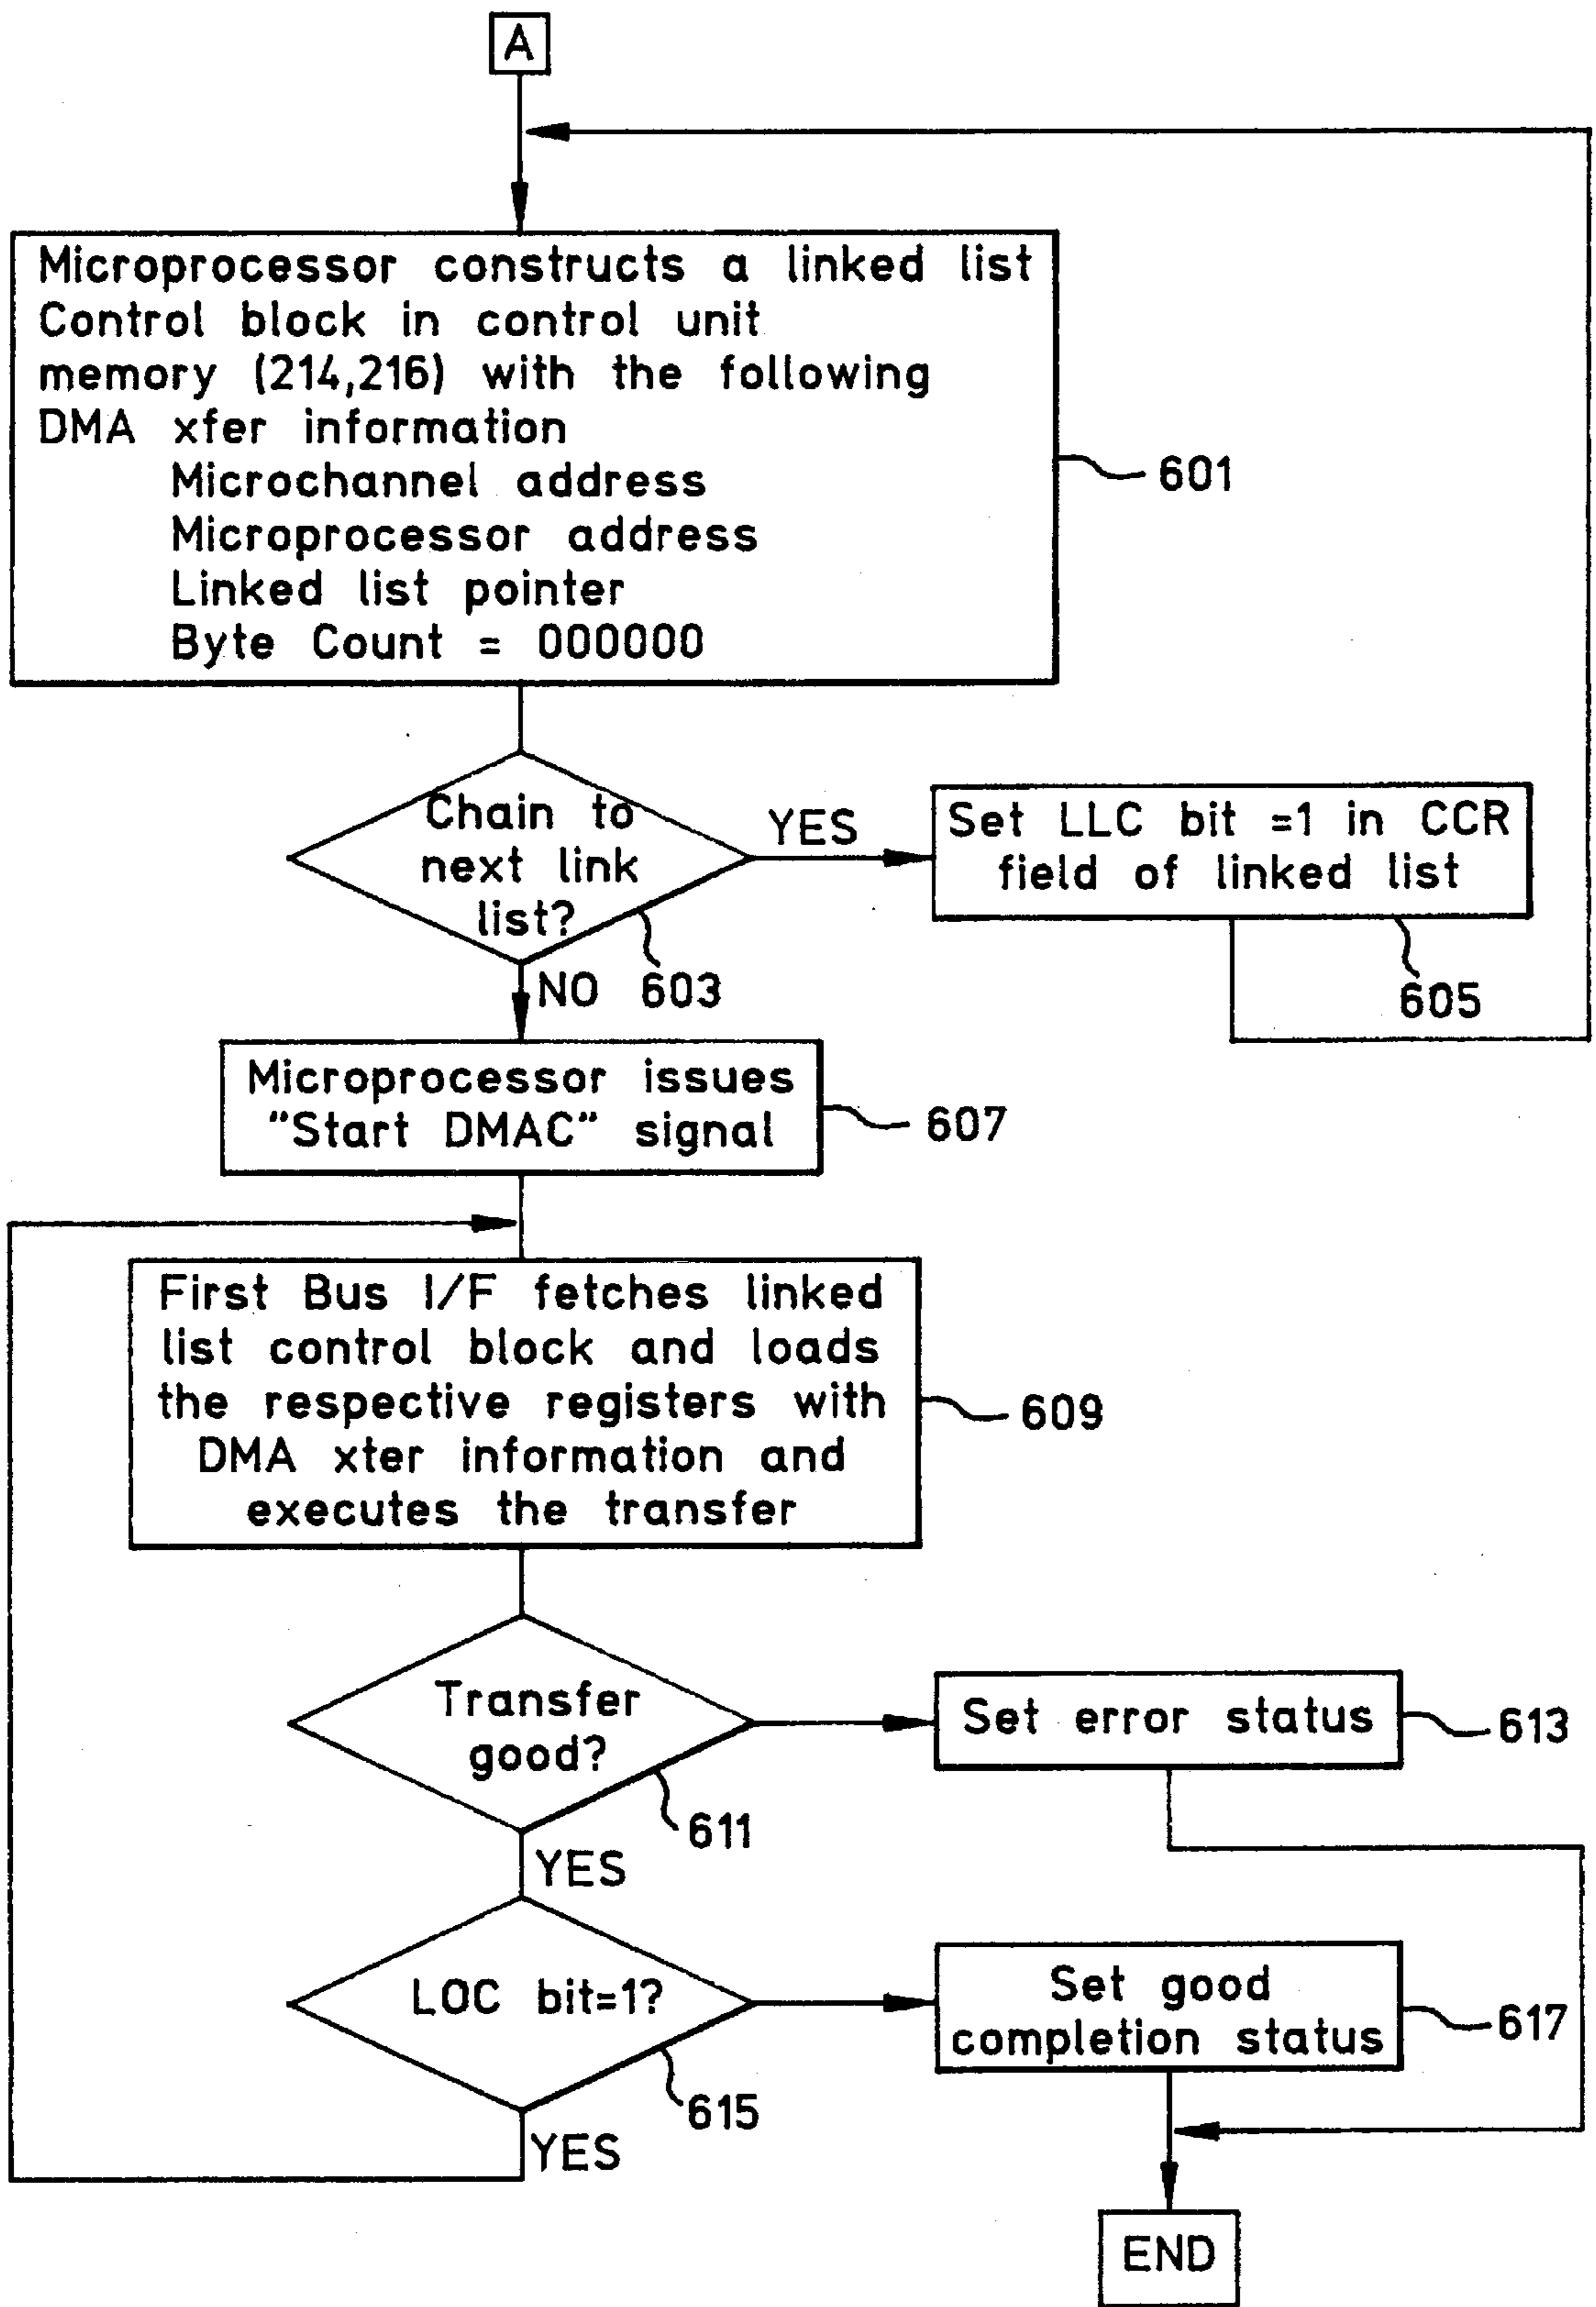 A
Microprocessor constructs a linked list
Control block in control unit
memory (214,216) with the following
DMA xfer information
Microchannel address
Microprocessor address
Linked list pointer
Byte Count = 000000
601
Chain to
next link
list?
YES
Set LLC bit =1 in CCR
field of linked list
NO 603
605
Microprocessor issues
"Start DMAC" signal
607
First Bus I/F fetches linked
list control block and loads
the respective registers with
DMA xter information and
executes the transfer
609
Transfer
good?
Set error status
613
611
YES
LOC bit=1?
Set good
completion status
617
615
YES
END